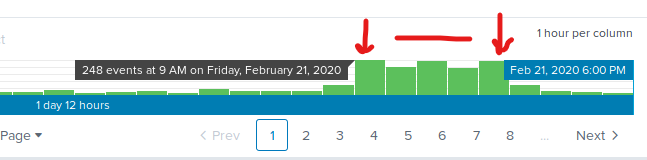 ct
1 hour per column
248 events at 9 AM on Friday, February 21, 2020
Feb 21, 2020 6:00 PM
1 day 12 hours
Page
< Prev 1 2 3 4 5 6 7 8 ... Next >